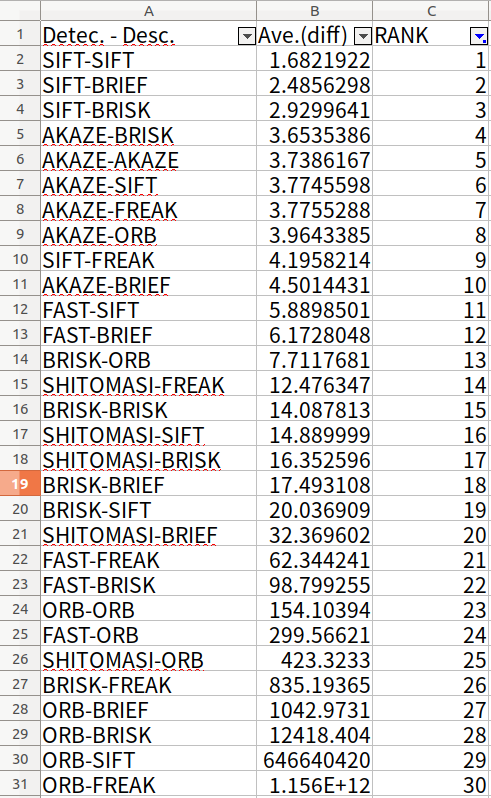 A B C
1 Detec. - Desc. Ave.(diff) RANK
2 SIFT-SIFT 1.6821922 1
3 SIFT-BRIEF 2.4856298 2
4 SIFT-BRISK 2.9299641 3
5 AKAZE-BRISK 3.6535386 4
6 AKAZE-AKAZE 3.7386167 5
7 AKAZE-SIFT 3.7745598 6
8 AKAZE-FREAK 3.7755288 7
9 AKAZE-ORB 3.9643385 8
10 SIFT-FREAK 4.1958214 9
11 AKAZE-BRIEF 4.5014431 10
12 FAST-SIFT 5.8898501 11
13 FAST-BRIEF 6.1728048 12
14 BRISK-ORB 7.7117681 13
15 SHITOMASI-FREAK 12.476347 14
16 BRISK-BRISK 14.087813 15
17 SHITOMASI-SIFT 14.889999 16
18 SHITOMASI-BRISK 16.352596 17
19 BRISK-BRIEF 17.493108 18
20 BRISK-SIFT 20.036909 19
21 SHITOMASI-BRIEF 32.369602 20
22 FAST-FREAK 62.344241 21
23 FAST-BRISK 98.799255 22
24 ORB-ORB 154.10394 23
25 FAST-ORB 299.56621 24
26 SHITOMASI-ORB 423.3233 25
27 BRISK-FREAK 835.19365 26
28 ORB-BRIEF 1042.9731 27
29 ORB-BRISK 12418.404 28
30 ORB-SIFT 646640420 29
31 ORB-FREAK 1.156E+12 30